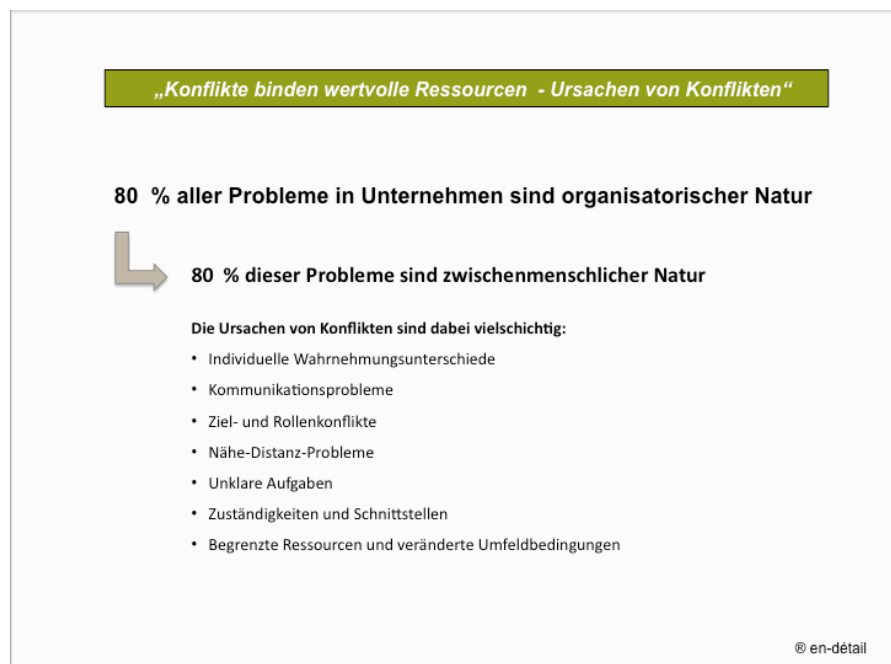 „Konflikte binden wertvolle Ressourcen - Ursachen von Konflikten“
80 % aller Probleme in Unternehmen sind organisatorischer Natur
80 % dieser Probleme sind zwischenmenschlicher Natur
Die Ursachen von Konflikten sind dabei vielschichtig:
• Individuelle Wahrnehmungsunterschiede
• Kommunikationsprobleme
• Ziel- und Rollenkonflikte
• Nähe-Distanz-Probleme
• Unklare Aufgaben
• Zuständigkeiten und Schnittstellen
• Begrenzte Ressourcen und veränderte Umfeldbedingungen
® en-détail